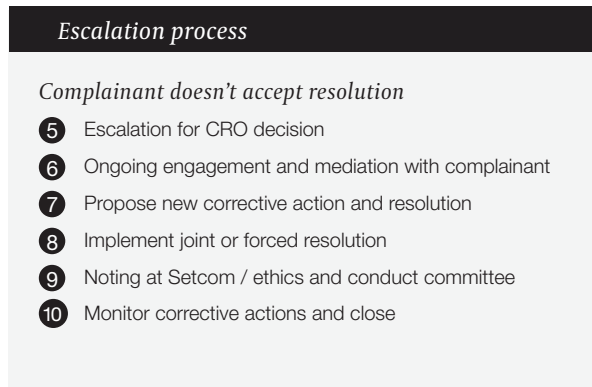 Escalation process
Complainant doesn’t accept resolution
5 Escalation for CRO decision
6 Ongoing engagement and mediation with complainant
7 Propose new corrective action and resolution
8 Implement joint or forced resolution
9 Noting at Setcom / ethics and conduct committee
10 Monitor corrective actions and close